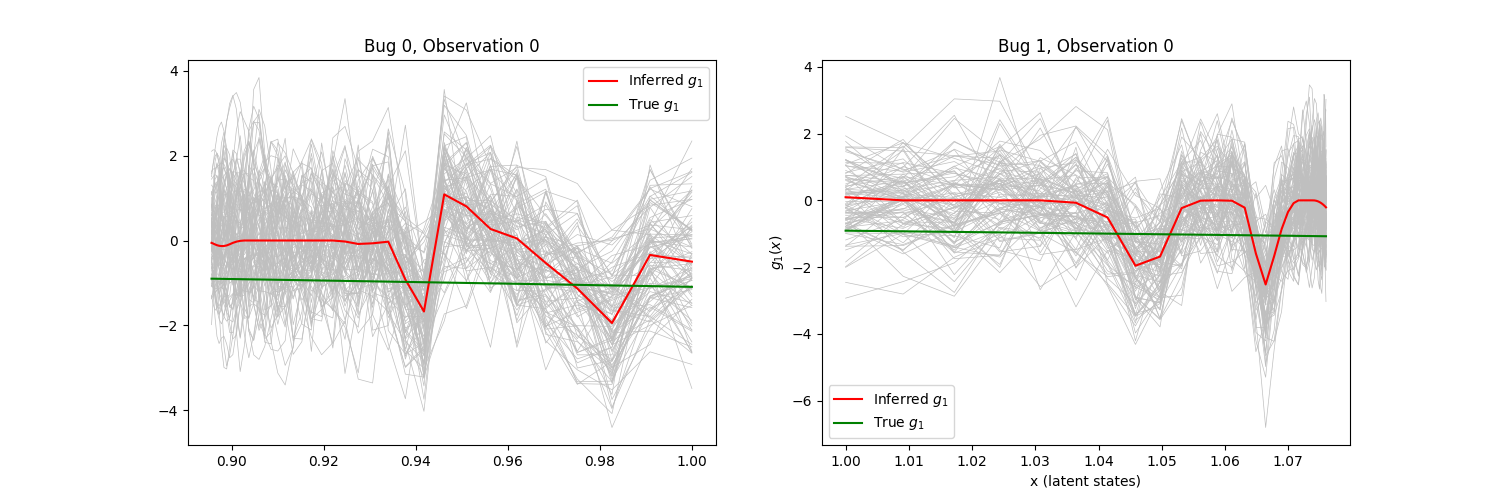 Bug 0, Observation 0
Inferred g₁
True g₁
4
2
0
−2
−4
0.90 0.92 0.94 0.96 0.98 1.00
Bug 1, Observation 0
Inferred g₁
True g₁
4
2
0
−2
−4
−6
g₁(x)
1.00 1.01 1.02 1.03 1.04 1.05 1.06 1.07
x (latent states)